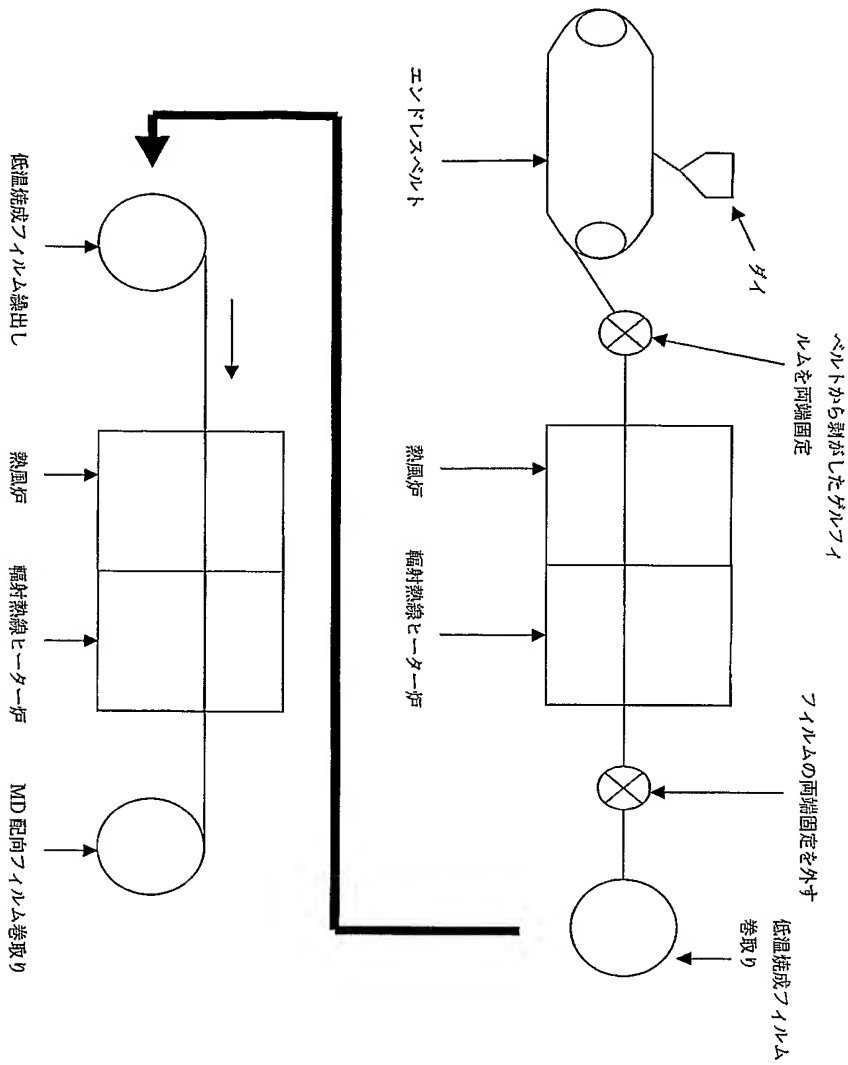 ダイ
エンドレスベルト
ベルトから剥がしたゲルフィ
ルムを両端固定
熱風炉
輻射熱線ヒーター炉
フィルムの両端固定を外す
低温焼成フィルム
巻取り
低温焼成フィルム繰出し
熱風炉
輻射熱線ヒーター炉
MD 配向フィルム巻取り